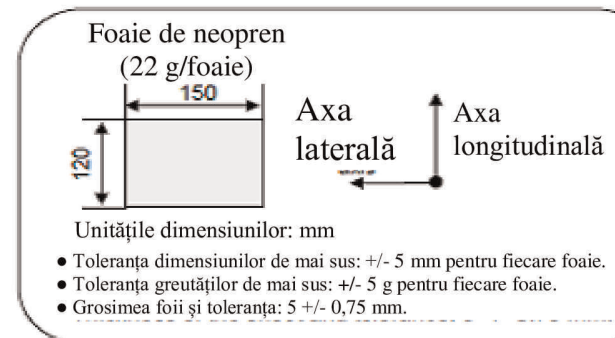 Foaie de neopren
(22 g/foaie)
150
120
Axa
laterală
Axa
longitudinală
Unitățile dimensiunilor: mm
● Toleranța dimensiunilor de mai sus: +/- 5 mm pentru fiecare foaie.
● Toleranța greutăților de mai sus: +/- 5 g pentru fiecare foaie.
● Grosimea foii și toleranța: 5 +/- 0,75 mm.